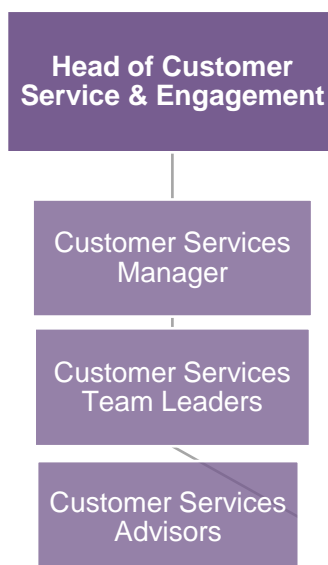 Head of Customer
Service & Engagement
Customer Services
Manager
Customer Services
Team Leaders
Customer Services
Advisors